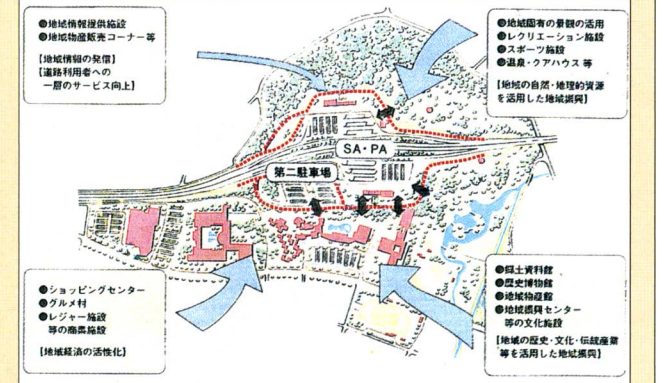 ●地域情報提供施設
●地域物産販売コーナー等
【地域情報の発信】
【道路利用者への
一層のサービス向上】
●地域固有の景観の活用
●レクリエーション施設
●スポーツ施設
●温泉・クアハウス 等
【地域の自然・地理的資源
を活用した地域振興】
SA・PA
第二駐車場
●ショッピングセンター
●グルメ村
●レジャー施設
等の商業施設
【地域経済の活性化】
●郷土資料館
●歴史博物館
●地域物産館
●地域振興センター
等の文化施設
【地域の歴史・文化・伝統産業
等を活用した地域振興】